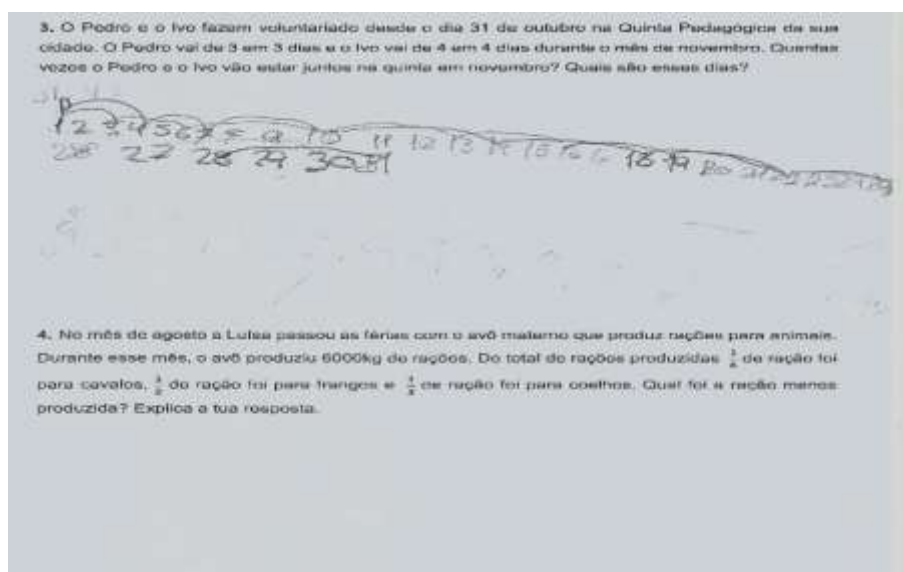 3. O Pedro e o Ivo fazem voluntariado desde o dia 31 de outubro na Quinta Pedagógica da sua
cidade. O Pedro vai de 3 em 3 dias e o Ivo vai de 4 em 4 dias durante o mês de novembro. Quantas
vezes o Pedro e o Ivo vão estar juntos na quinta em novembro? Quais são esses dias?
1 2 3 4 5 6 7 8 9 10 11 12 13 14 15 16 18 19 20
27 28 29 30 31
4. No mês de agosto a Luísa passou as férias com o avô materno que produz rações para animais.
Durante esse mês, o avô produziu 6000kg de rações. Do total de rações produzidas de ração foi
para cavalos, de ração foi para frangos e de ração foi para coelhos. Qual foi a ração menos
produzida? Explica a tua resposta.